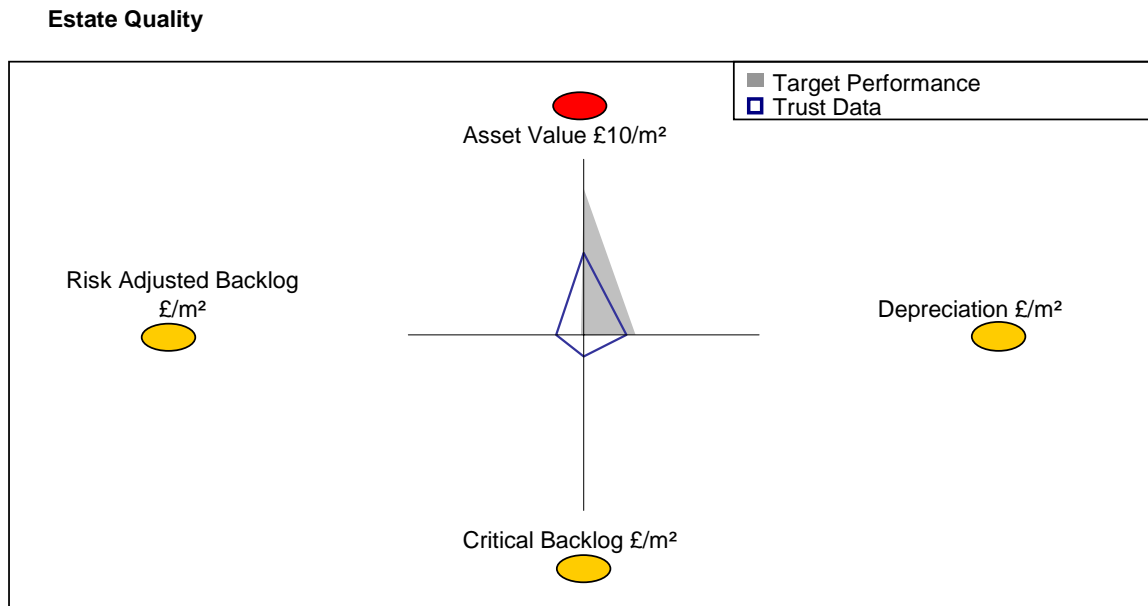 Estate Quality
Target Performance
Trust Data
Asset Value £10/m²
Risk Adjusted Backlog
£/m²
Depreciation £/m²
Critical Backlog £/m²